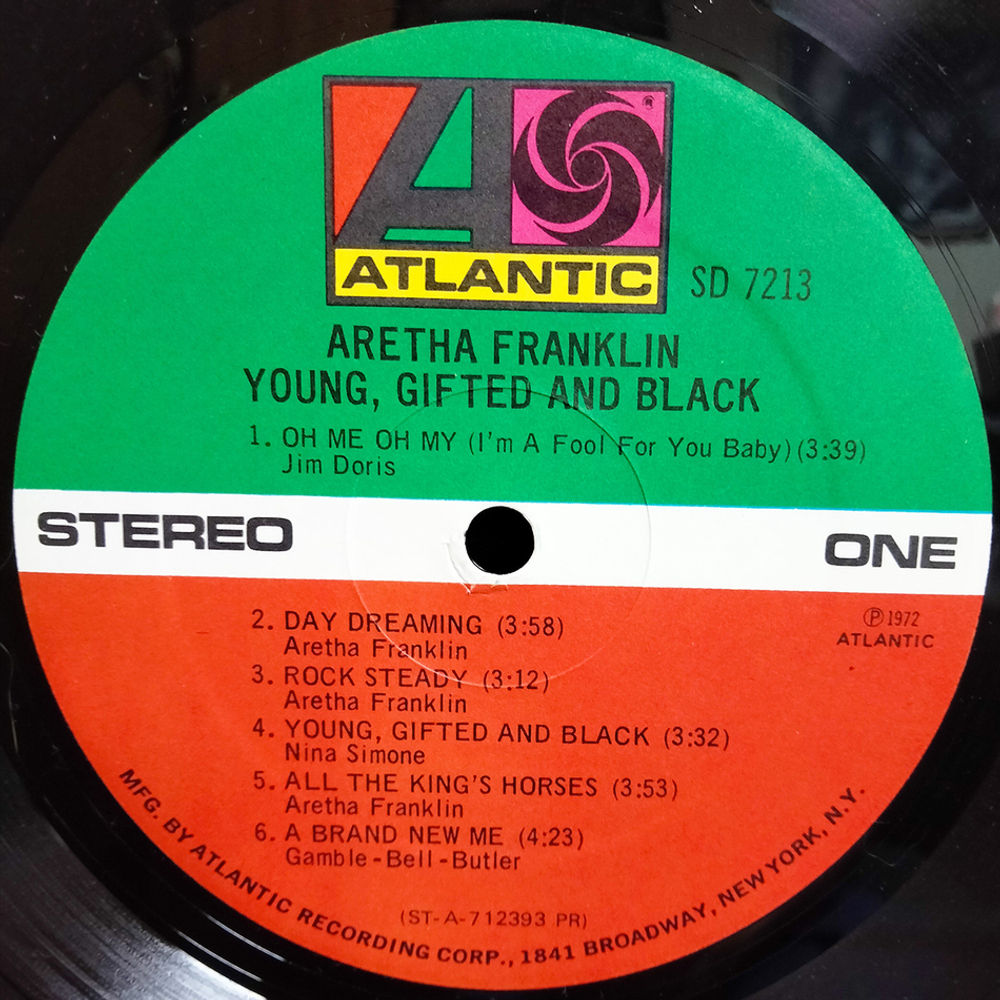 ®
ATLANTIC
SD 7213
ARETHA FRANKLIN
YOUNG, GIFTED AND BLACK
1. OH ME OH MY (I'm A Fool For You Baby) (3:39)
Jim Doris
STEREO
ONE
℗ 1972
ATLANTIC
2. DAY DREAMING (3:58)
Aretha Franklin
3. ROCK STEADY (3:12)
Aretha Franklin
4. YOUNG, GIFTED AND BLACK (3:32)
Nina Simone
5. ALL THE KING'S HORSES (3:53)
Aretha Franklin
6. A BRAND NEW ME (4:23)
Gamble-Bell-Butler
(ST-A-712393 PR)
MFG. BY ATLANTIC RECORDING CORP., 1841 BROADWAY, NEW YORK, N.Y.